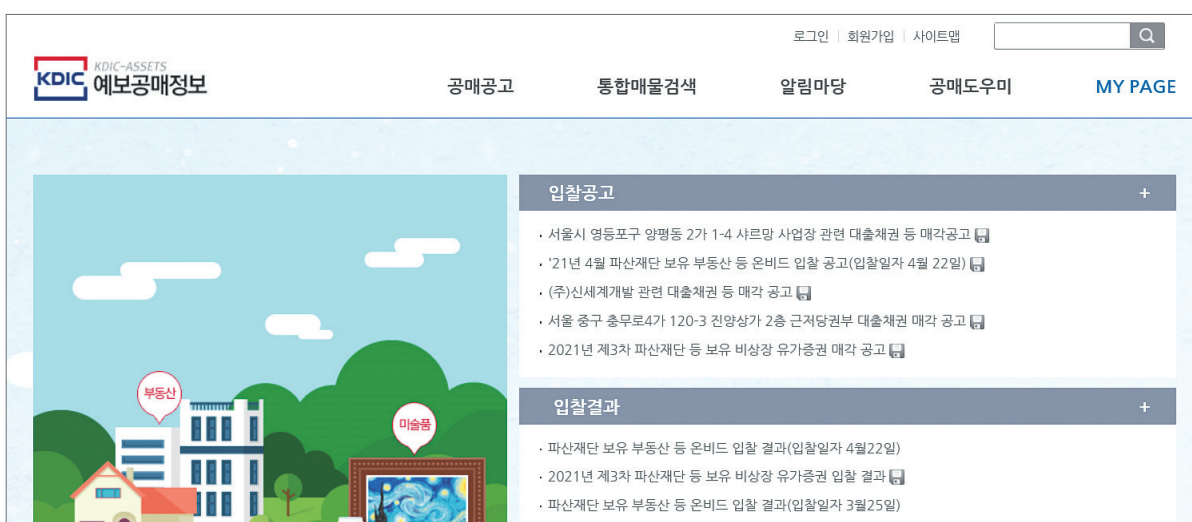 로그인 | 회원가입 | 사이트맵
KDIC KDIC-ASSETS 예보공매정보
공매공고 통합매물검색 알림마당 공매도우미 MY PAGE
입찰공고 +
· 서울시 영등포구 양평동 2가 1-4 샤르망 사업장 관련 대출채권 등 매각공고
· '21년 4월 파산재단 보유 부동산 등 온비드 입찰 공고(입찰일자 4월 22일)
· (주)신세계개발 관련 대출채권 등 매각 공고
· 서울 중구 충무로4가 120-3 진양상가 2층 근저당권부 대출채권 매각 공고
· 2021년 제3차 파산재단 등 보유 비상장 유가증권 매각 공고
부동산
미술품
입찰결과 +
· 파산재단 보유 부동산 등 온비드 입찰 결과(입찰일자 4월22일)
· 2021년 제3차 파산재단 등 보유 비상장 유가증권 입찰 결과
· 파산재단 보유 부동산 등 온비드 입찰 결과(입찰일자 3월25일)